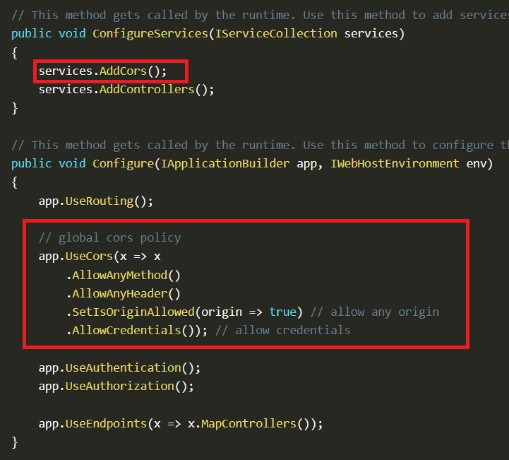 // This method gets called by the runtime. Use this method to add service
public void ConfigureServices(IServiceCollection services)
{
services.AddCors();
services.AddControllers();
}
// This method gets called by the runtime. Use this method to configure th
public void Configure(IApplicationBuilder app, IWebHostEnvironment env)
{
app.UseRouting();
// global cors policy
app.UseCors(x => x
.AllowAnyMethod()
.AllowAnyHeader()
.SetIsOriginAllowed(origin => true) // allow any origin
.AllowCredentials()); // allow credentials
app.UseAuthentication();
app.UseAuthorization();
app.UseEndpoints(x => x.MapControllers());
}